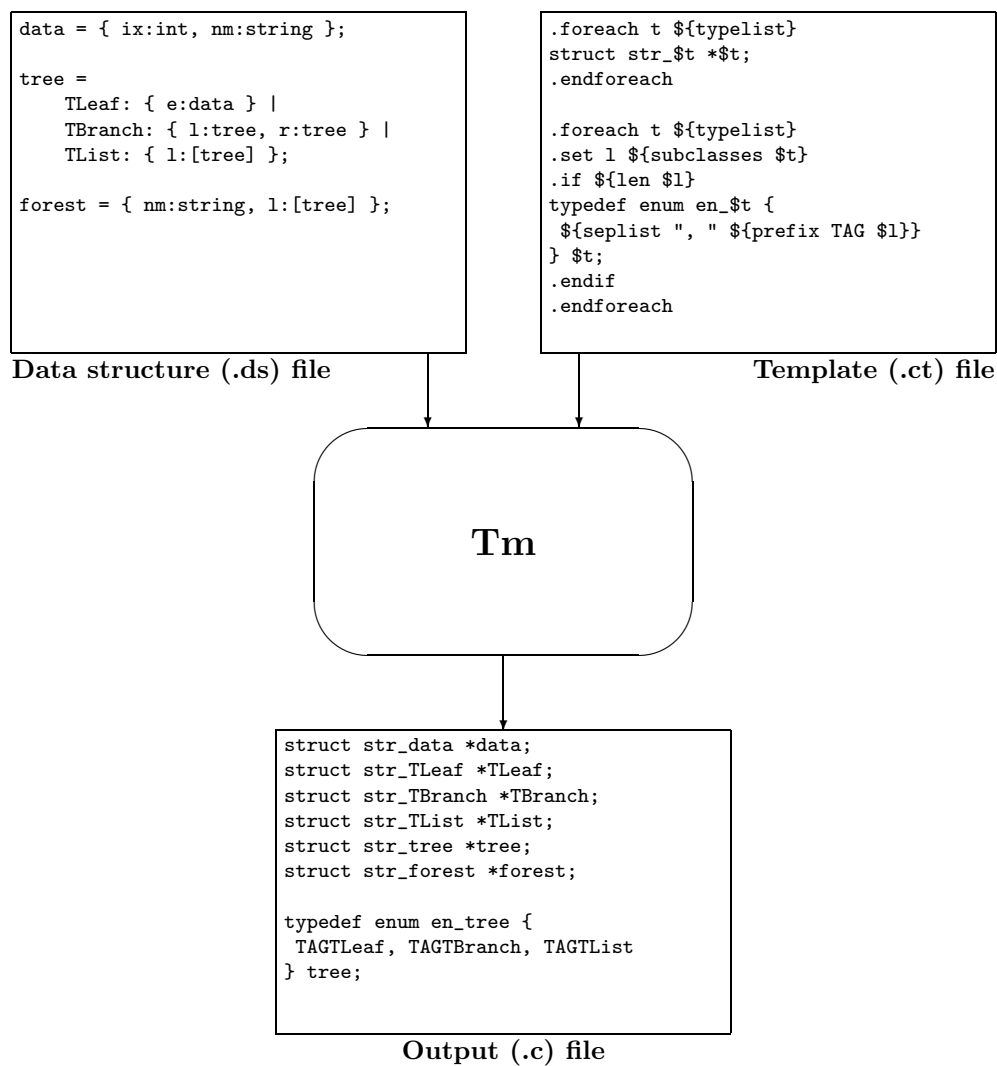 data = { ix:int, nm:string };

tree =
    TLeaf: { e:data } |
    TBranch: { l:tree, r:tree } |
    TList: { l:[tree] };

forest = { nm:string, l:[tree] };
Data structure (.ds) file
.foreach t ${typelist}
struct str_$t *$t;
.endforeach

.foreach t ${typelist}
.set l ${subclasses $t}
.if ${len $l}
typedef enum en_$t {
 ${seplist ", " ${prefix TAG $l}}
} $t;
.endif
.endforeach
Template (.ct) file
Tm
struct str_data *data;
struct str_TLeaf *TLeaf;
struct str_TBranch *TBranch;
struct str_TList *TList;
struct str_tree *tree;
struct str_forest *forest;

typedef enum en_tree {
 TAGTLeaf, TAGTBranch, TAGTList
} tree;
Output (.c) file